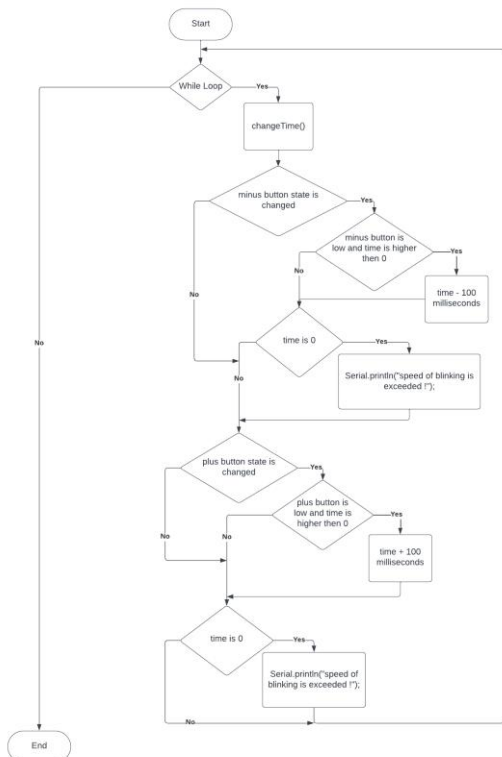 Start
While Loop
Yes
changeTime()
minus button state is
changed
Yes
minus button is
low and time is higher
then 0
Yes
No
time - 100
milliseconds
No
time is 0
Yes
No
No
Serial.println("speed of blinking is
exceeded !");
plus button state is
changed
Yes
plus button is
low and time is
higher then 0
Yes
No
No
time + 100
milliseconds
time is 0
Yes
Serial.println("speed of
blinking is exceeded !");
No
End